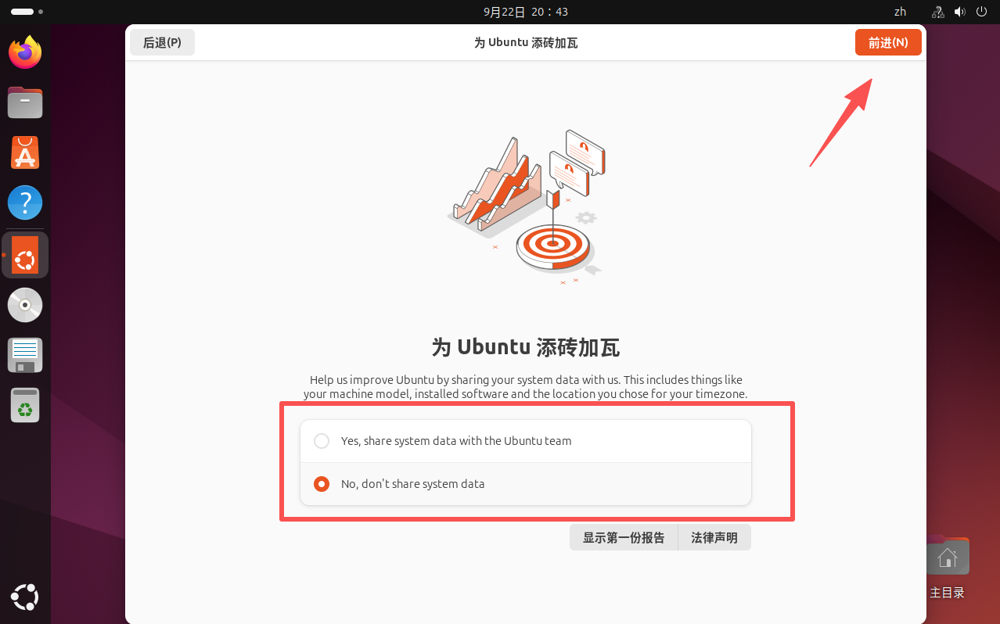 9月22日 20：43
zh
后退(P)
为 Ubuntu 添砖加瓦
前进(N)
为 Ubuntu 添砖加瓦
Help us improve Ubuntu by sharing your system data with us. This includes things like
your machine model, installed software and the location you chose for your timezone.
Yes, share system data with the Ubuntu team
No, don't share system data
显示第一份报告
法律声明
主目录